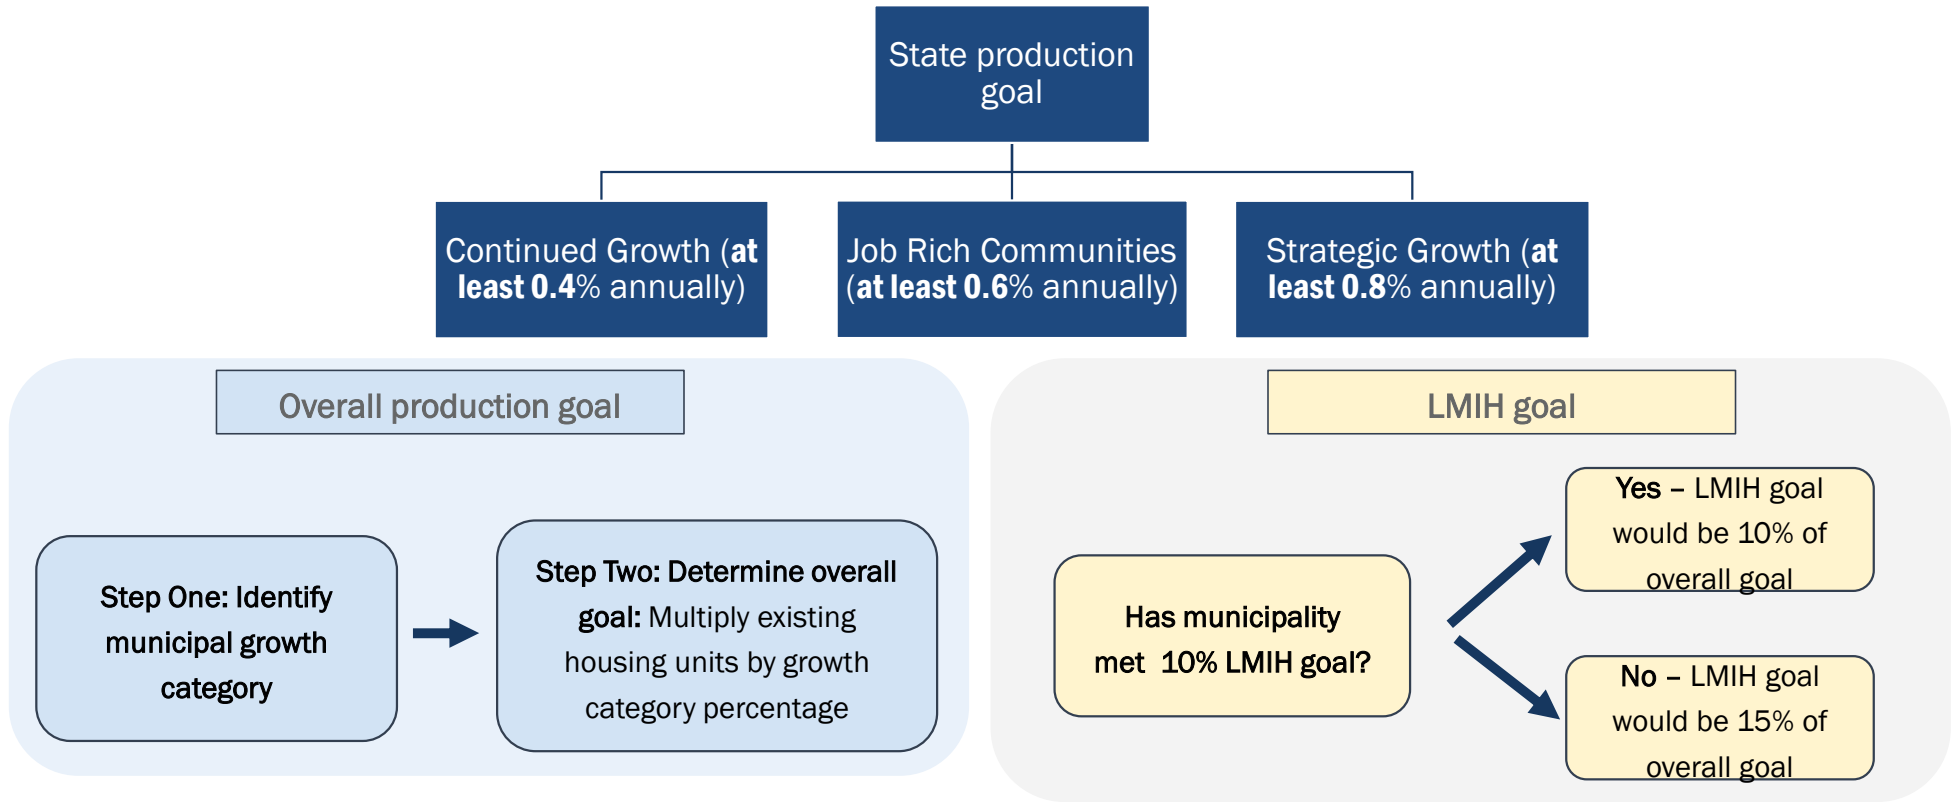 State production
goal
Continued Growth (at
least 0.4% annually)
Job Rich Communities
(at least 0.6% annually)
Strategic Growth (at
least 0.8% annually)
Overall production goal
Step One: Identify
municipal growth
category
Step Two: Determine overall
goal: Multiply existing
housing units by growth
category percentage
LMIH goal
Has municipality
met 10% LMIH goal?
Yes – LMIH goal
would be 10% of
overall goal
No – LMIH goal
would be 15% of
overall goal